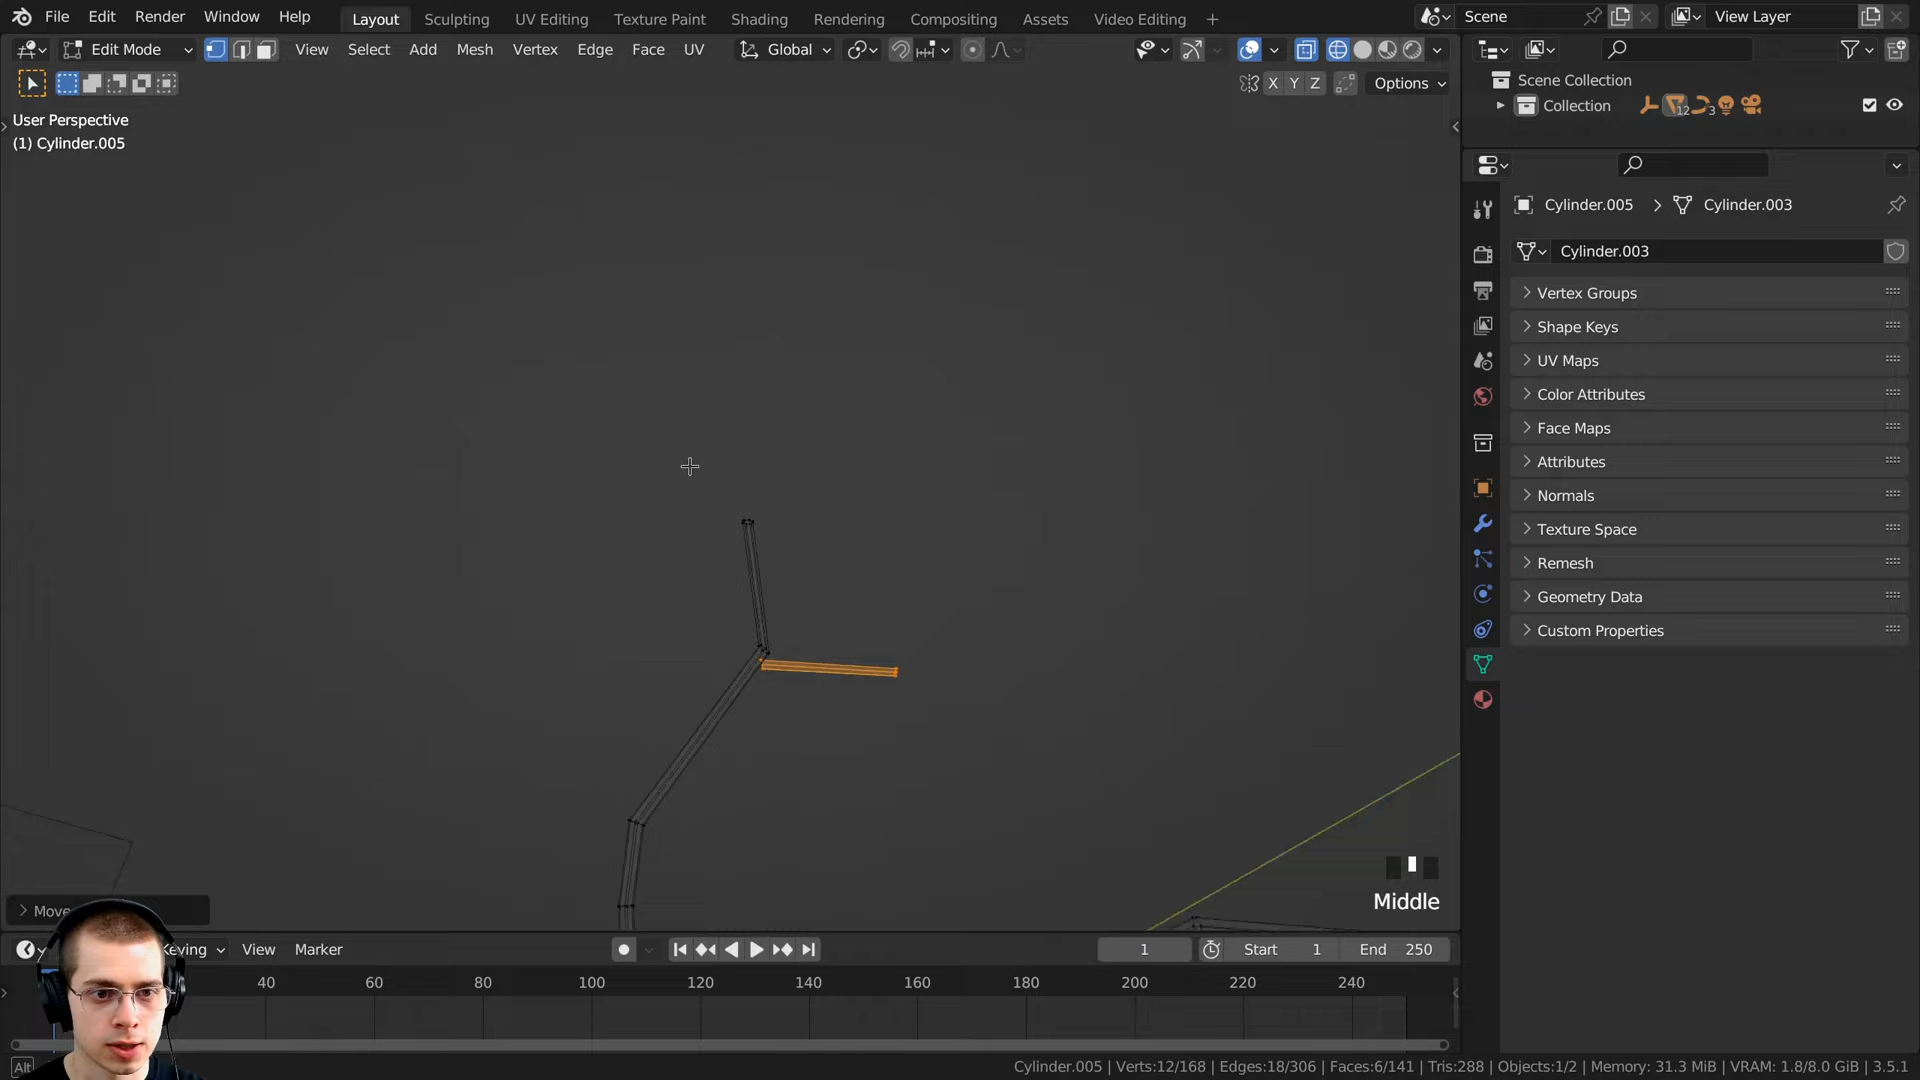 File Edit Render Window Help Layout Sculpting UV Editing Texture Paint Shading Rendering Compositing Assets Video Editing + Scene View Layer
Edit Mode View Select Add Mesh Vertex Edge Face UV Global
X Y Z Options
Scene Collection
Collection 12 3
User Perspective
(1) Cylinder.005
Cylinder.005 > Cylinder.003
Cylinder.003
Vertex Groups
Shape Keys
UV Maps
Color Attributes
Face Maps
Attributes
Normals
Texture Space
Remesh
Geometry Data
Custom Properties
Middle
Move
Keying View Marker 1 Start 1 End 250
40 60 80 100 120 140 160 180 200 220 240
Alt
Cylinder.005 | Verts:12/168 | Edges:18/306 | Faces:6/141 | Tris:288 | Objects:1/2 | Memory: 31.3 MiB | VRAM: 1.8/8.0 GiB | 3.5.1